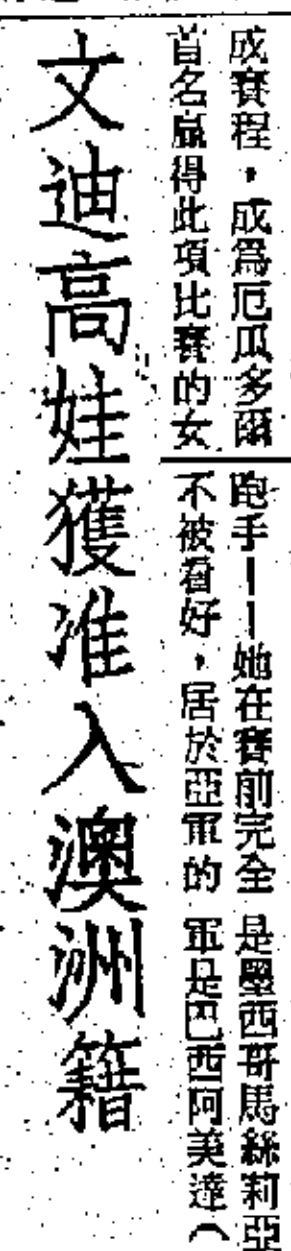 成賽程，成爲厄瓜多爾
首名贏得此項比賽的女
跑手——她在賽前完全
不被看好，居於亞軍的
是墨西哥馬絲莉亞
軍是巴西阿美達（
文迪高娃獲准入澳洲籍